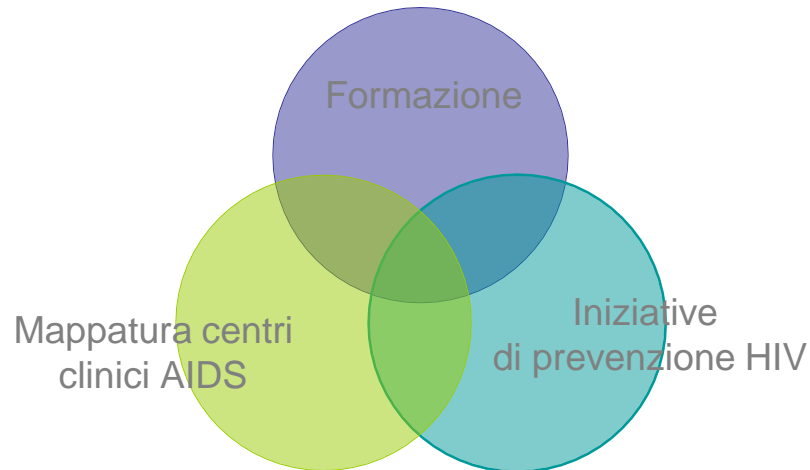 Formazione
Mappatura centri
clinici AIDS
Iniziative
di prevenzione HIV